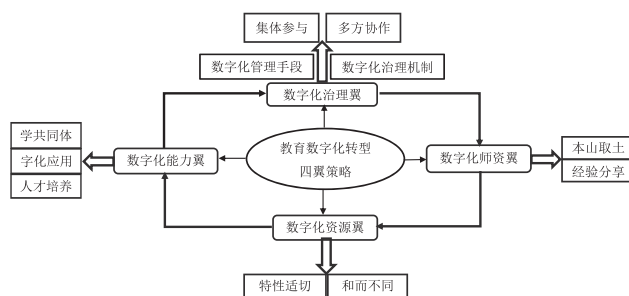 集体参与
多方协作
数字化管理手段
数字化治理机制
数字化治理翼
学共同体
字化应用
人才培养
数字化能力翼
教育数字化转型
四翼策略
数字化师资翼
本山取土
经验分享
数字化资源翼
特性适切
和而不同